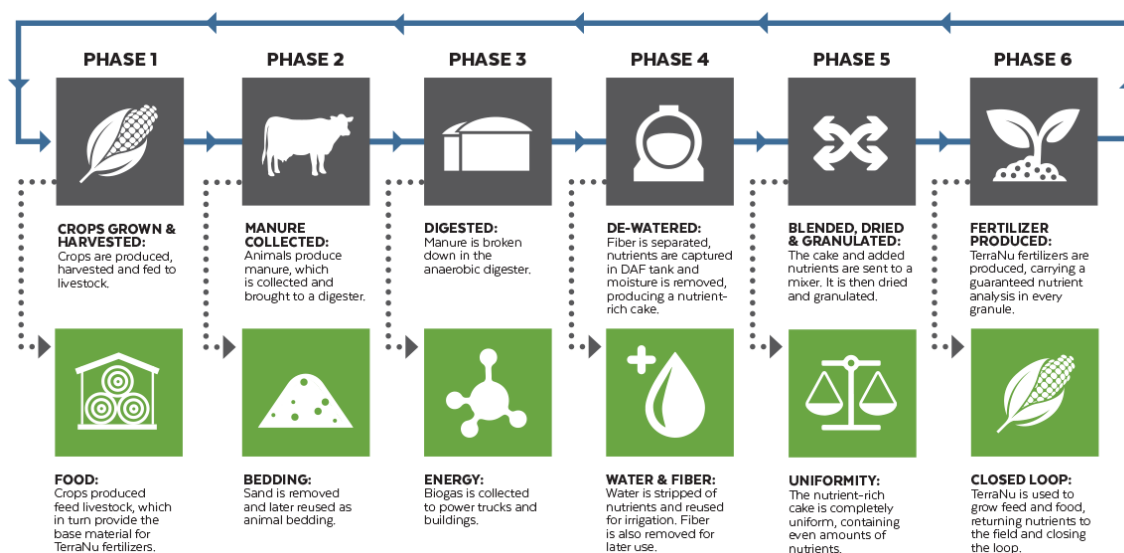 PHASE 1
PHASE 2
PHASE 3
PHASE 4
PHASE 5
PHASE 6
CROPS GROWN &
HARVESTED:
Crops are produced,
harvested and fed to
livestock.
MANURE
COLLECTED:
Animals produce
manure, which
is collected and
brought to a digester.
DIGESTED:
Manure is broken
down in the
anaerobic digester.
DE-WATERED:
Fiber is separated,
nutrients are captured
in DAF tank and
moisture is removed,
producing a nutrient-
rich cake.
BLENDED, DRIED
& GRANULATED:
The cake and added
nutrients are sent to a
mixer. It is then dried
and granulated.
FERTILIZER
PRODUCED:
TerraNu fertilizers are
produced, carrying a
guaranteed nutrient
analysis in every
granule.
FOOD:
Crops produced
feed livestock, which
in turn provide the
base material for
TerraNu fertilizers.
BEDDING:
Sand is removed
and later reused as
animal bedding.
ENERGY:
Biogas is collected
to power trucks and
buildings.
WATER & FIBER:
Water is stripped of
nutrients and reused
for irrigation. Fiber
is also removed for
later use.
UNIFORMITY:
The nutrient-rich
cake is completely
uniform, containing
even amounts of
nutrients.
CLOSED LOOP:
TerraNu is used to
grow feed and food,
returning nutrients to
the field and closing
the loop.